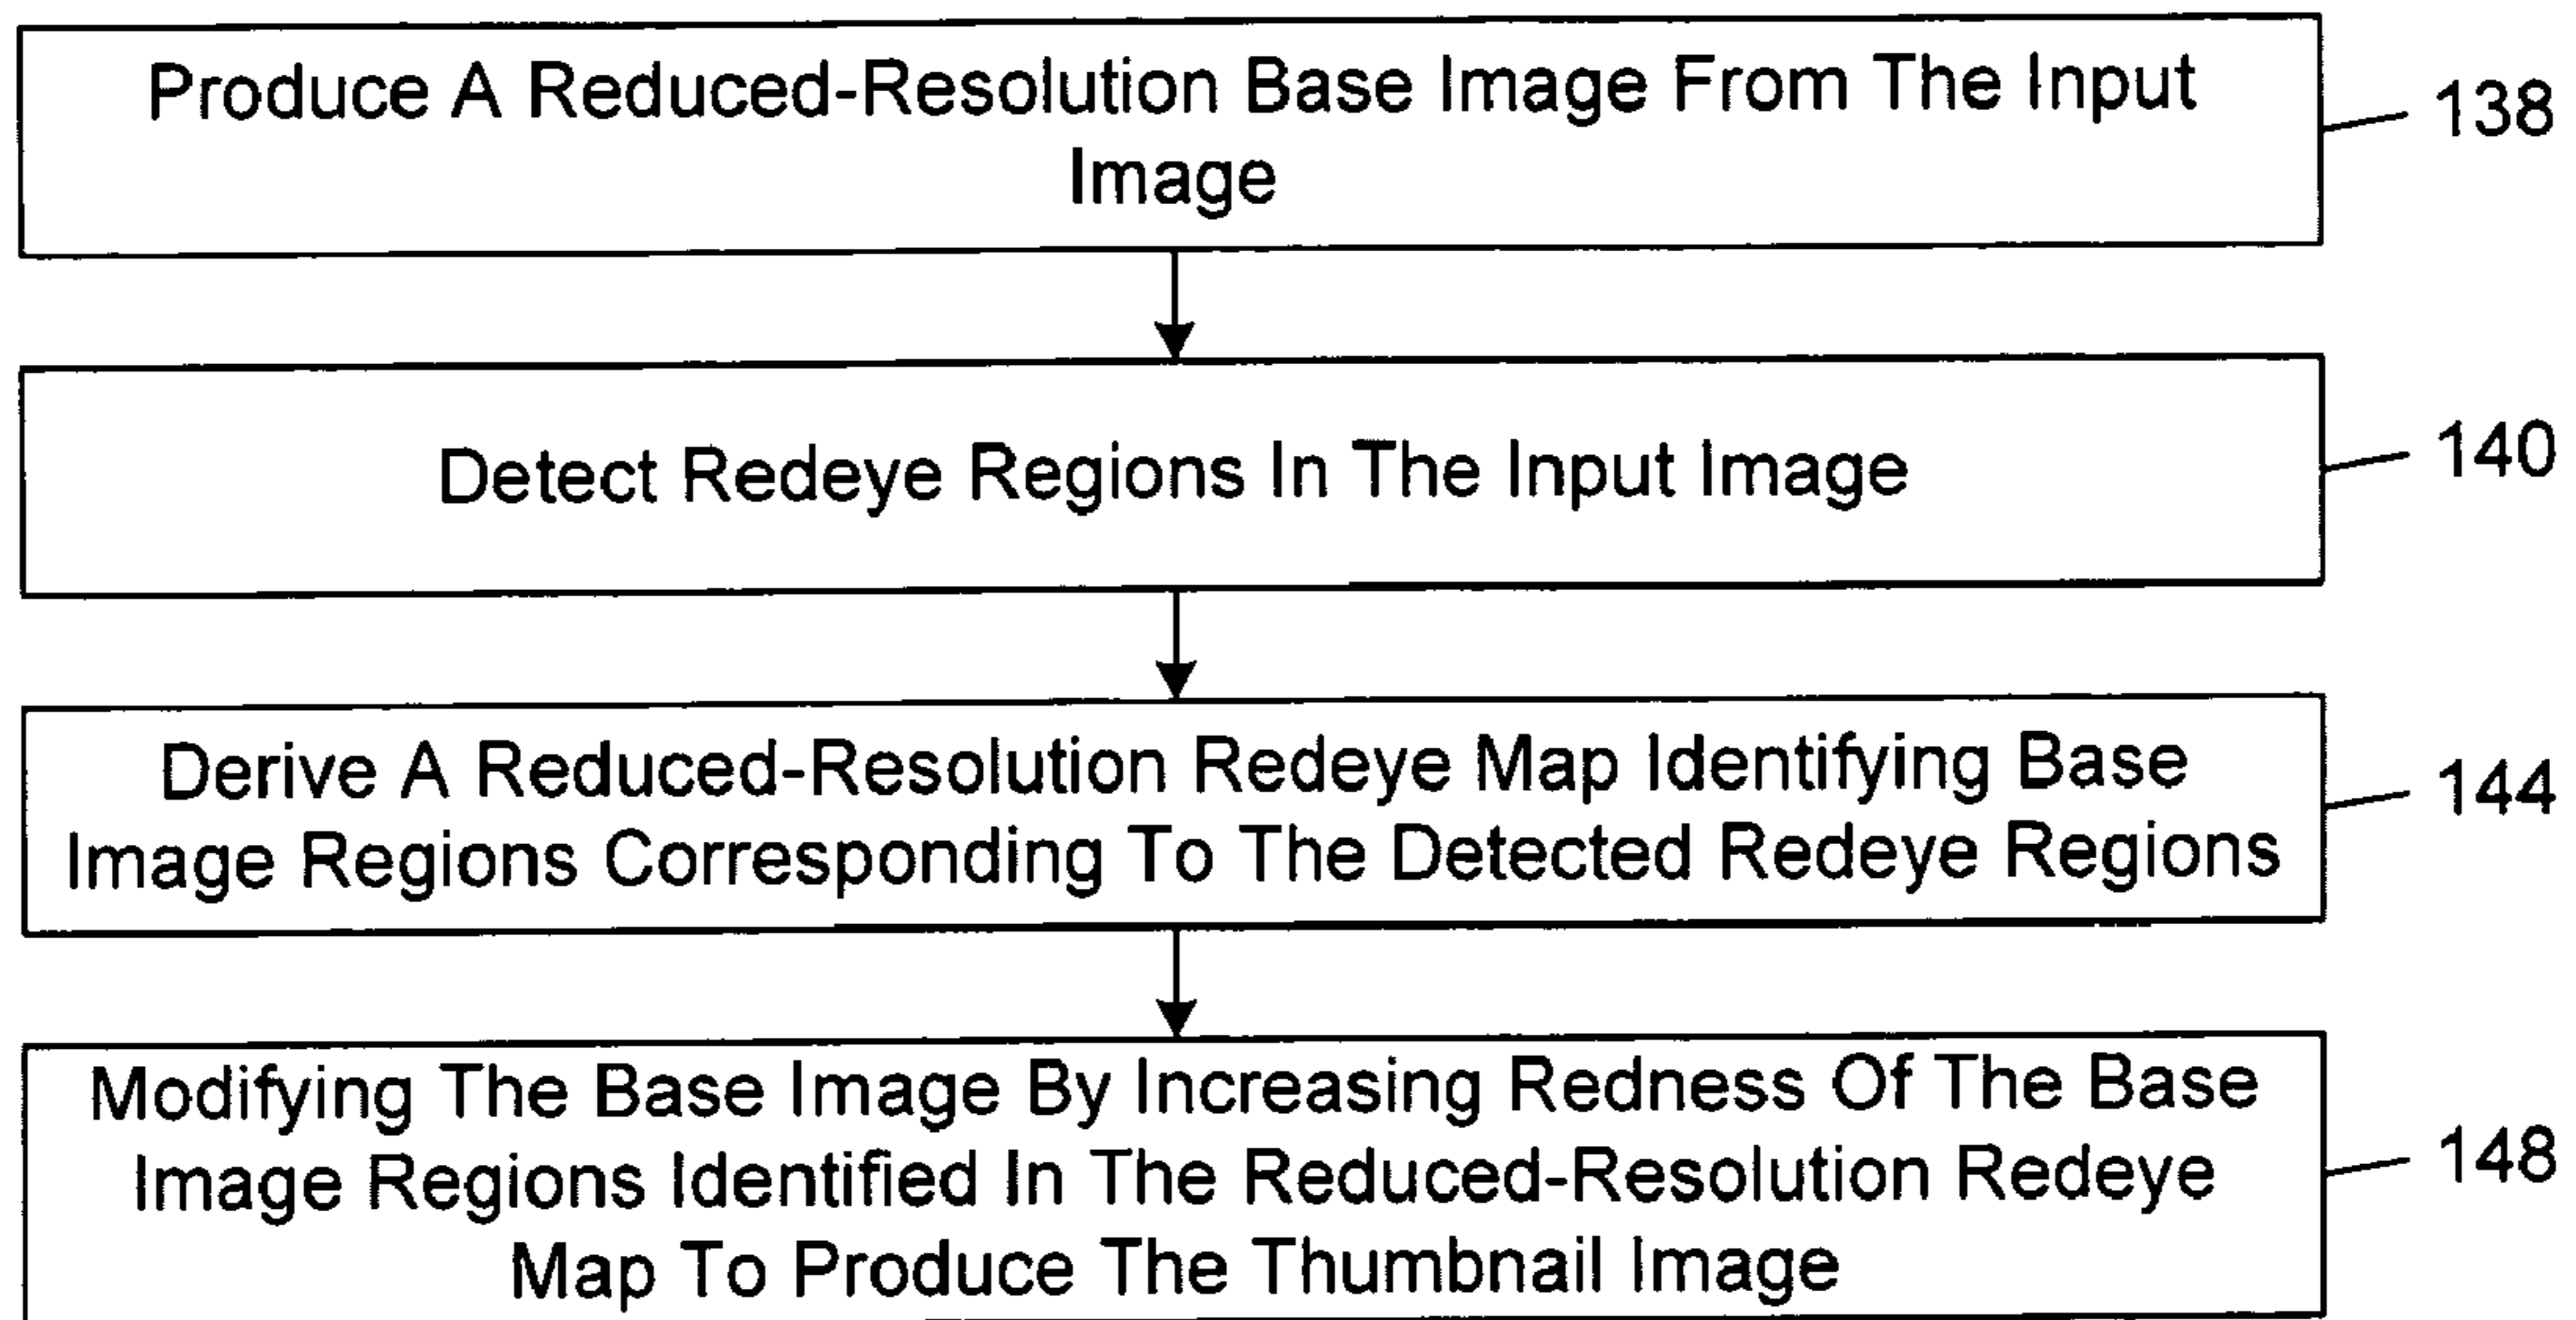 Produce A Reduced-Resolution Base Image From The Input
Image
138
Detect Redeye Regions In The Input Image
140
Derive A Reduced-Resolution Redeye Map Identifying Base
Image Regions Corresponding To The Detected Redeye Regions
144
Modifying The Base Image By Increasing Redness Of The Base
Image Regions Identified In The Reduced-Resolution Redeye
Map To Produce The Thumbnail Image
148